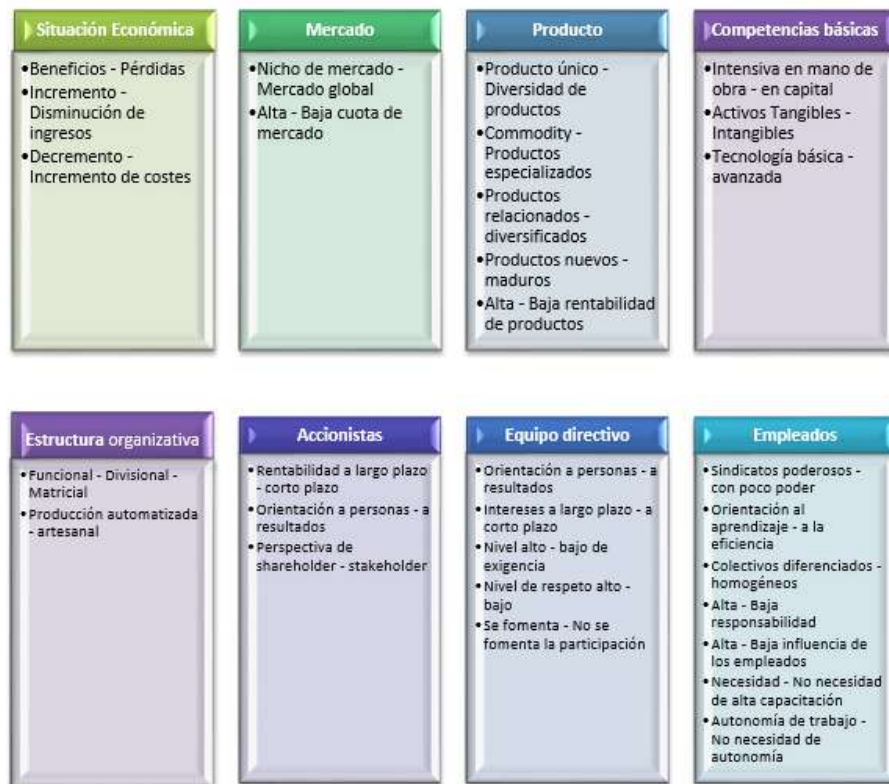 Situación Económica
•Beneficios - Pérdidas
•Incremento -
Disminución de
ingresos
•Decremento -
Incremento de costes
Mercado
•Nicho de mercado -
Mercado global
•Alta - Baja cuota de
mercado
Producto
•Producto único -
Diversidad de
productos
•Commodity -
Productos
especializados
•Productos
relacionados -
diversificados
•Productos nuevos -
maduros
•Alta - Baja rentabilidad
de productos
Competencias básicas
•Intensiva en mano de
obra - en capital
•Activos Tangibles -
Intangibles
•Tecnología básica -
avanzada
Estructura organizativa
•Funcional - Divisional -
Matricial
•Producción automatizada
- artesanal
Accionistas
•Rentabilidad a largo plazo
- corto plazo
•Orientación a personas - a
resultados
•Perspectiva de
shareholder - stakeholder
Equipo directivo
•Orientación a personas - a
resultados
•Intereses a largo plazo - a
corto plazo
•Nivel alto - bajo de
exigencia
•Nivel de respeto alto -
bajo
•Se fomenta - No se
fomenta la participación
Empleados
•Sindicatos poderosos -
con poco poder
•Orientación al
aprendizaje - a la
eficiencia
•Colectivos diferenciados -
homogéneos
•Alta - Baja
responsabilidad
•Alta - Baja influencia de
los empleados
•Necesidad - No necesidad
de alta capacitación
•Autonomía de trabajo -
No necesidad de
autonomía